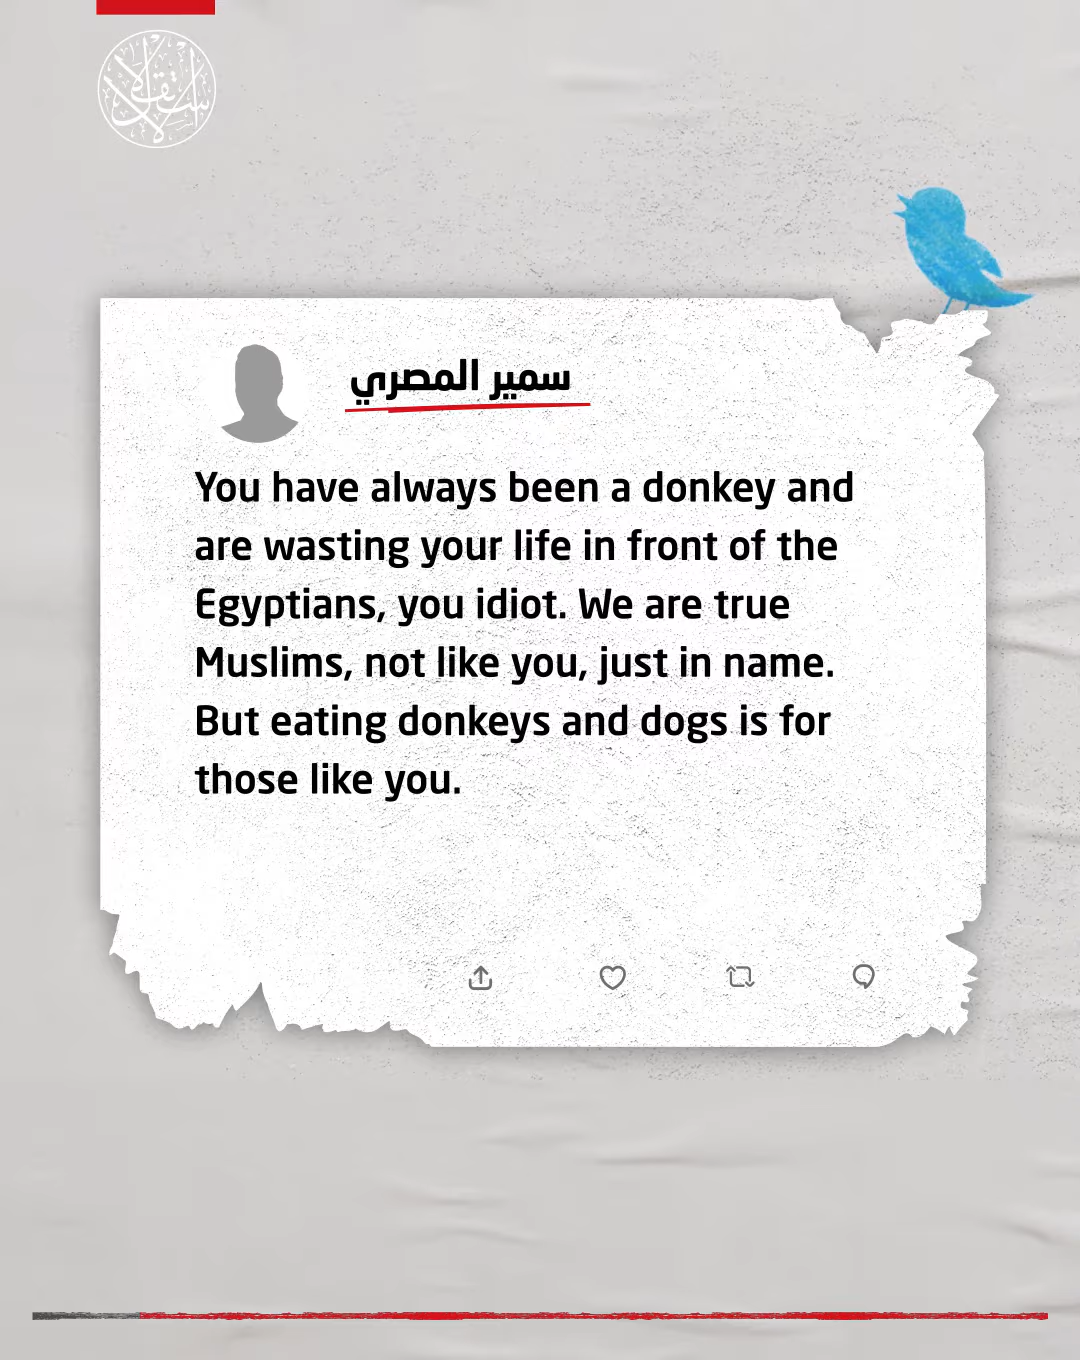 الاستقلال
سمير المصري
You have always been a donkey and
are wasting your life in front of the
Egyptians, you idiot. We are true
Muslims, not like you, just in name.
But eating donkeys and dogs is for
those like you.